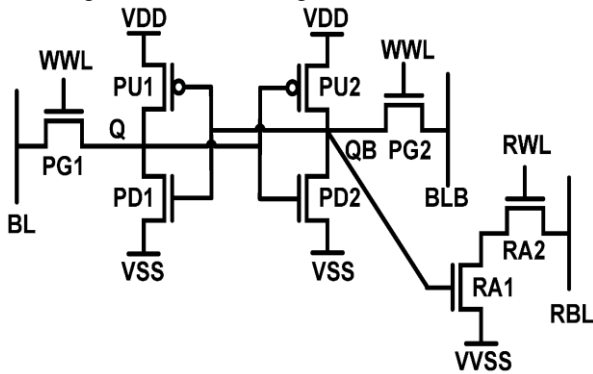 VDD VDD
WWL PU1 PU2 WWL
Q QB RWL
PG1 PG2
BL PD1 PD2 BLB
VSS VSS RA2
RA1 RBL
VVSS